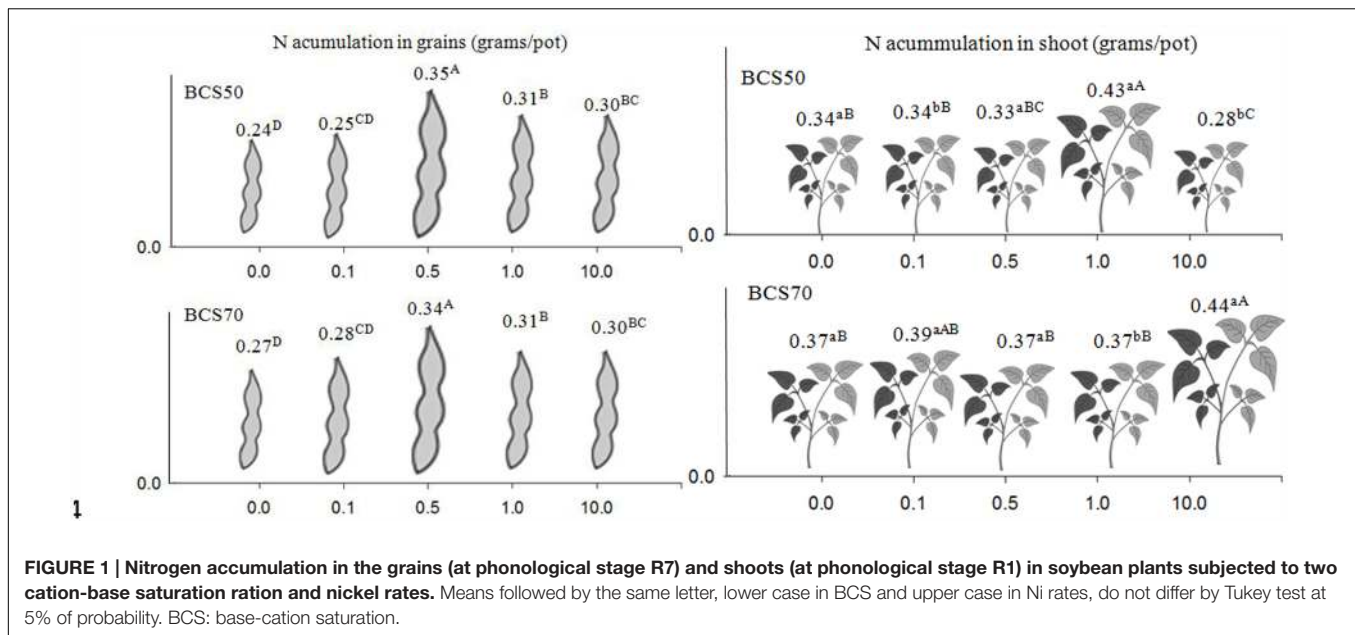 N acumulation in grains (grams/pot)
BCS50
0.24D 0.25CD 0.35A 0.31B 0.30BC
0.0
0.0 0.1 0.5 1.0 10.0
BCS70
0.27D 0.28CD 0.34A 0.31B 0.30BC
0.0
0.0 0.1 0.5 1.0 10.0
N acummulation in shoot (grams/pot)
BCS50
0.34aB 0.34bB 0.33aBC 0.43aA 0.28bC
0.0
0.0 0.1 0.5 1.0 10.0
BCS70
0.37aB 0.39aAB 0.37aB 0.37bB 0.44aA
0.0
0.0 0.1 0.5 1.0 10.0
FIGURE 1 | Nitrogen accumulation in the grains (at phonological stage R7) and shoots (at phonological stage R1) in soybean plants subjected to two
cation-base saturation ration and nickel rates. Means followed by the same letter, lower case in BCS and upper case in Ni rates, do not differ by Tukey test at
5% of probability. BCS: base-cation saturation.